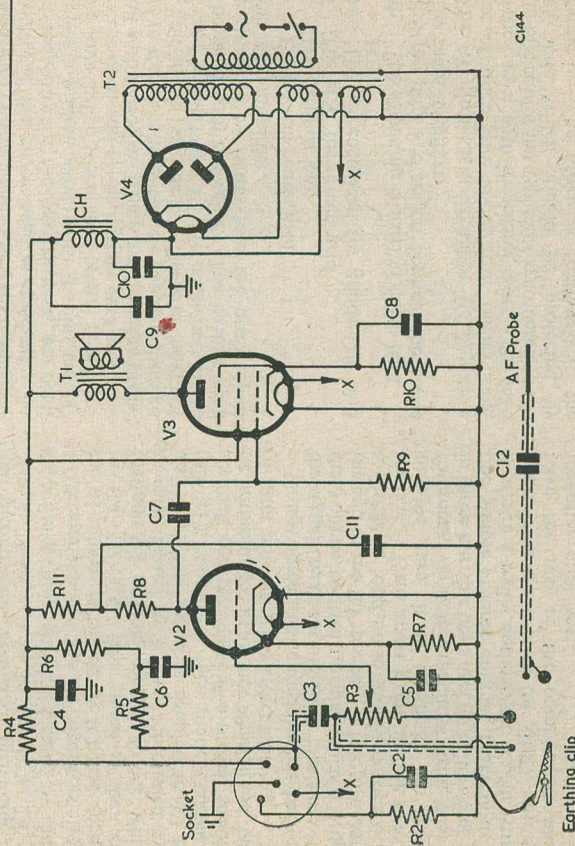 T2
C144
V4
X
CH
C10
C9
T1
V3
C8
R10
X
A F Probe
C12
R9
C7
C11
R11
R8
V2
X
R7
R6
C6
C5
C4
R5
C3
R3
R4
Socket
X
C2
R2
Earthing clip